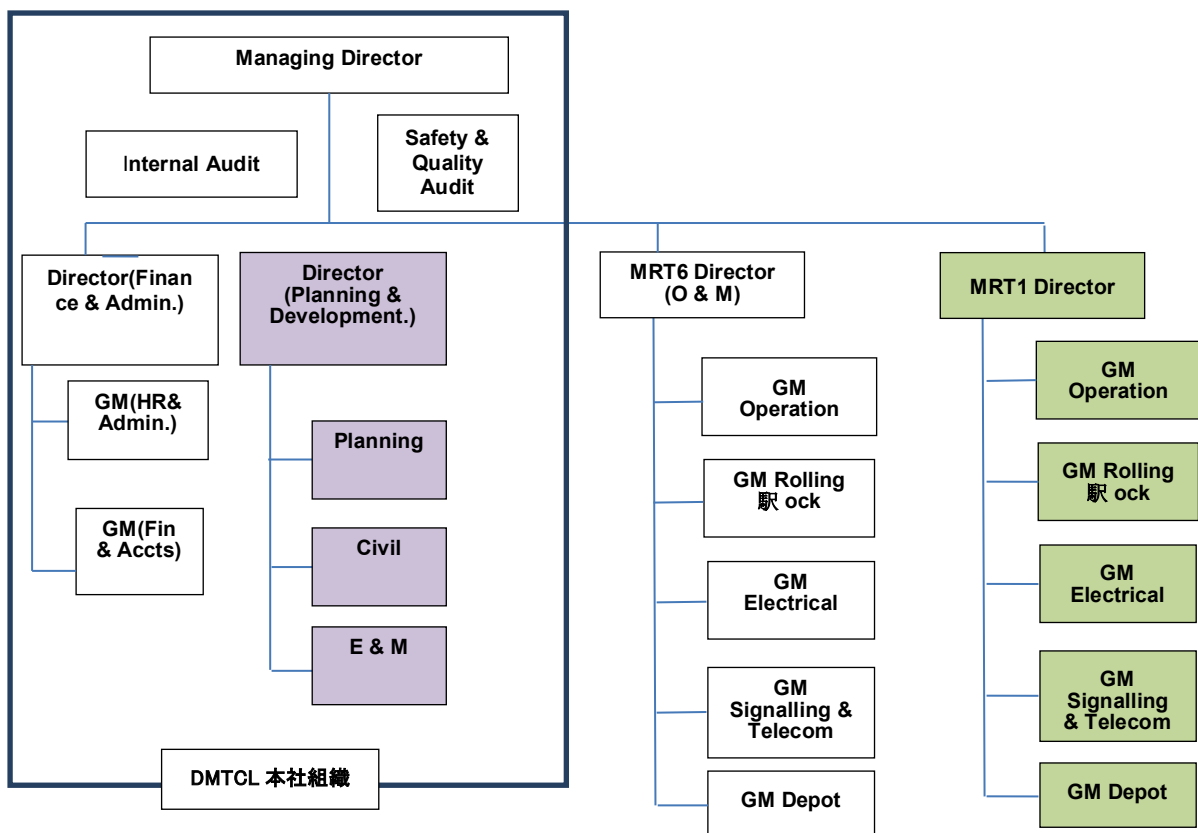 Managing Director
Internal Audit
Safety &
Quality
Audit
Director(Finan
ce & Admin.)
GM(HR&
Admin.)
GM(Fin
& Accts)
Director
(Planning &
Development.)
Planning
Civil
E & M
DMTCL 本社組織
MRT6 Director
(O & M)
GM
Operation
GM Rolling
駅 ock
GM
Electrical
GM
Signalling &
Telecom
GM Depot
MRT1 Director
GM
Operation
GM Rolling
駅 ock
GM
Electrical
GM
Signalling
& Telecom
GM Depot